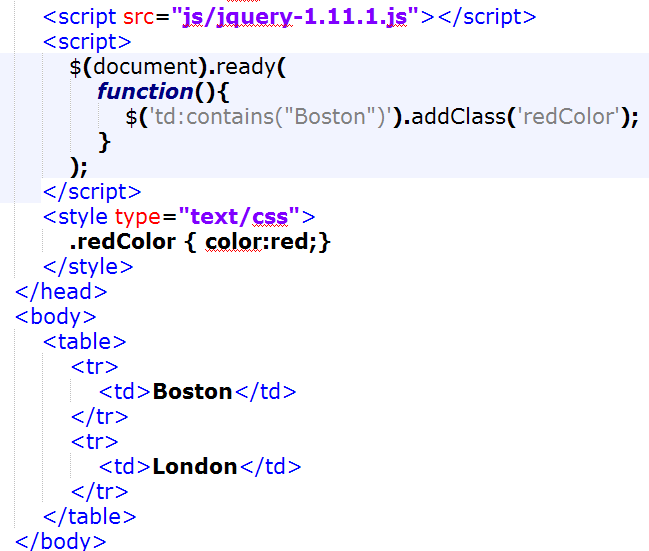 <script src="js/jquery-1.11.1.js"></script>
<script>
$(document).ready(
function(){
$('td:contains("Boston")').addClass('redColor');
}
);
</script>
<style type="text/css">
.redColor { color:red;}
</style>
</head>
<body>
<table>
<tr>
<td>Boston</td>
</tr>
<tr>
<td>London</td>
</tr>
</table>
</body>